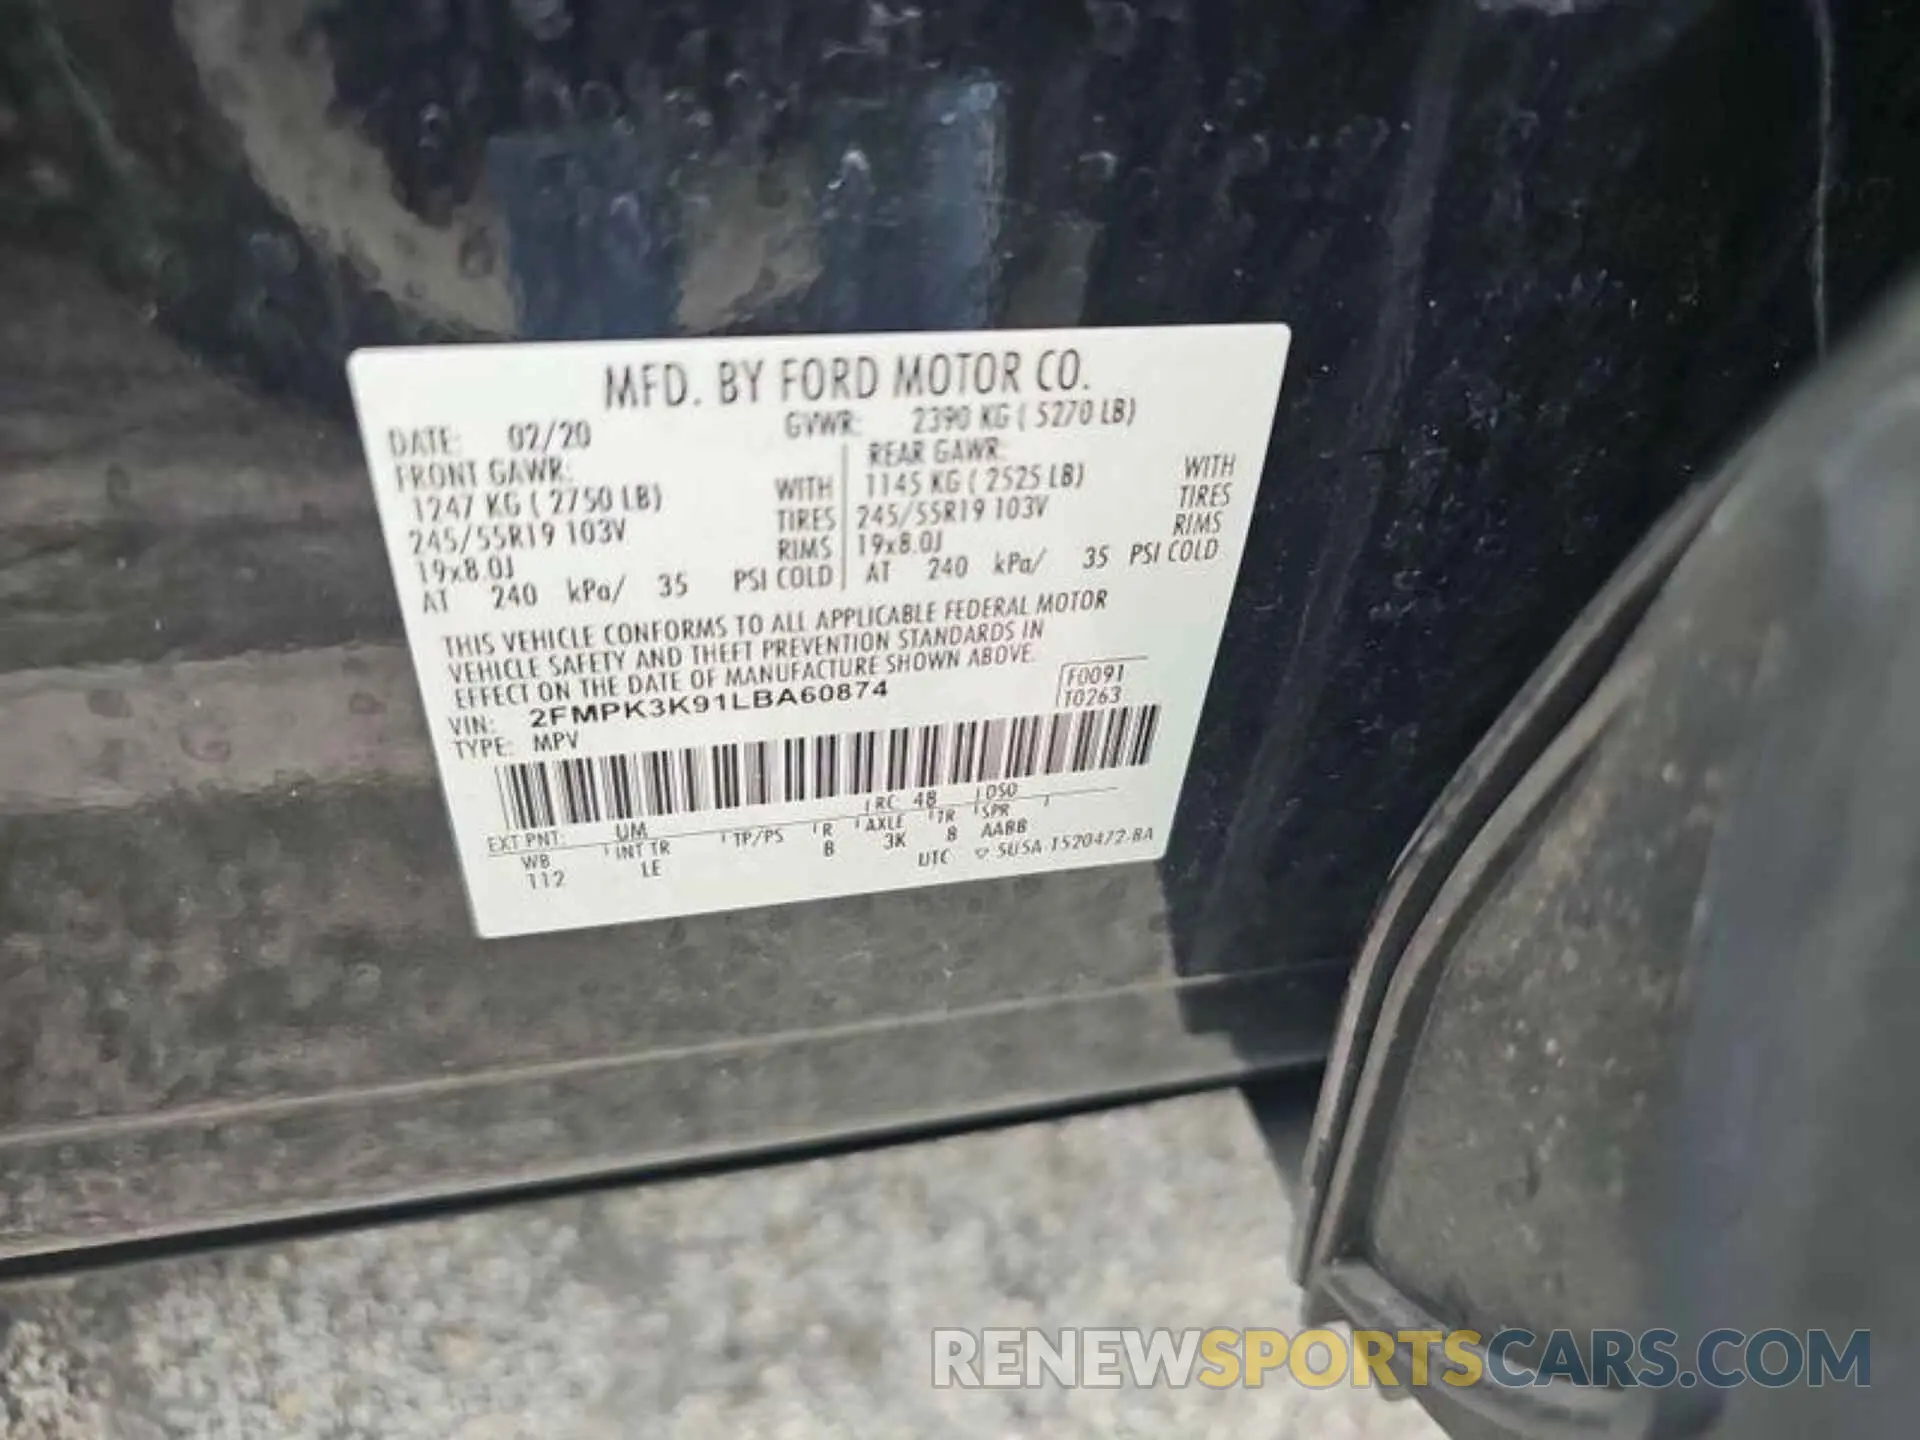 MFD. BY FORD MOTOR CO.
DATE: 02/20 GVWR: 2390 KG ( 5270 LB)
FRONT GAWR: REAR GAWR:
1247 KG ( 2750 LB) WITH 1145 KG ( 2525 LB) WITH
245/55R19 103V TIRES 245/55R19 103V TIRES
19x8.0J RIMS 19x8.0J RIMS
AT 240 kPa/ 35 PSI COLD AT 240 kPa/ 35 PSI COLD
THIS VEHICLE CONFORMS TO ALL APPLICABLE FEDERAL MOTOR
VEHICLE SAFETY AND THEFT PREVENTION STANDARDS IN
EFFECT ON THE DATE OF MANUFACTURE SHOWN ABOVE.
VIN: 2FMPK3K91LBA60874 F0091
TYPE: MPV T0263
EXT PNT: UM RC: 48 DSO
WB INT TR TP/PS R AXLE TR SPR
112 LE B 3K 8 AABB
UTC 5U5A-1520472-BA
RENEWSPORTSCARS.COM